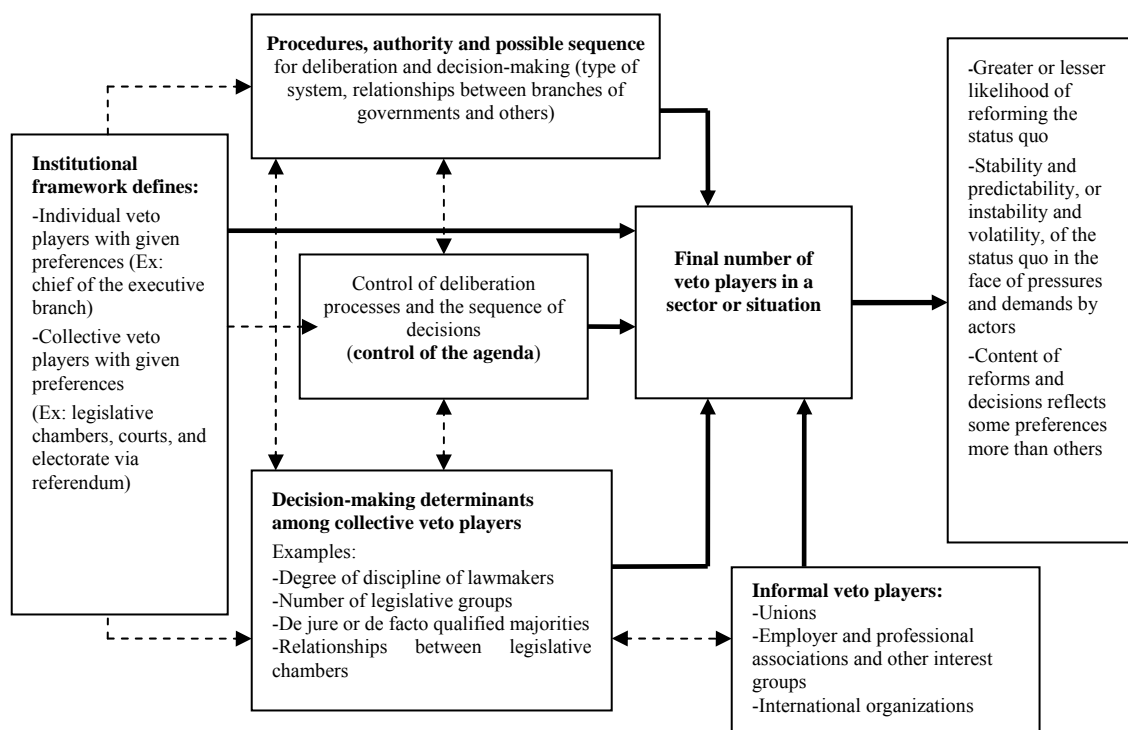 Procedures, authority and possible sequence
for deliberation and decision-making (type of
system, relationships between branches of
governments and others)
Institutional
framework defines:
-Individual veto
players with given
preferences (Ex:
chief of the executive
branch)
-Collective veto
players with given
preferences
(Ex: legislative
chambers, courts, and
electorate via
referendum)
Control of deliberation
processes and the sequence of
decisions
(control of the agenda)
Decision-making determinants
among collective veto players
Examples:
-Degree of discipline of lawmakers
-Number of legislative groups
-De jure or de facto qualified majorities
-Relationships between legislative
chambers
Final number of
veto players in a
sector or situation
Informal veto players:
-Unions
-Employer and professional
associations and other interest
groups
-International organizations
-Greater or lesser
likelihood of
reforming the
status quo
-Stability and
predictability, or
instability and
volatility, of the
status quo in the
face of pressures
and demands by
actors
-Content of
reforms and
decisions reflects
some preferences
more than others